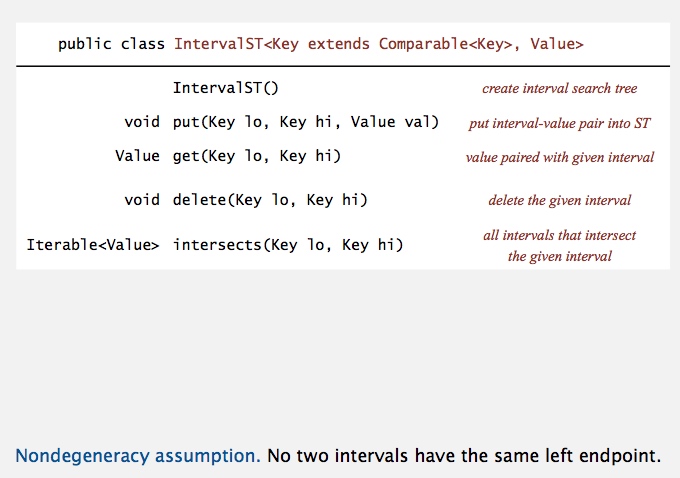 public class IntervalST<Key extends Comparable<Key>, Value>
IntervalST() create interval search tree
void put(Key lo, Key hi, Value val) put interval-value pair into ST
Value get(Key lo, Key hi) value paired with given interval
void delete(Key lo, Key hi) delete the given interval
Iterable<Value> intersects(Key lo, Key hi) all intervals that intersect
the given interval
Nondegeneracy assumption. No two intervals have the same left endpoint.